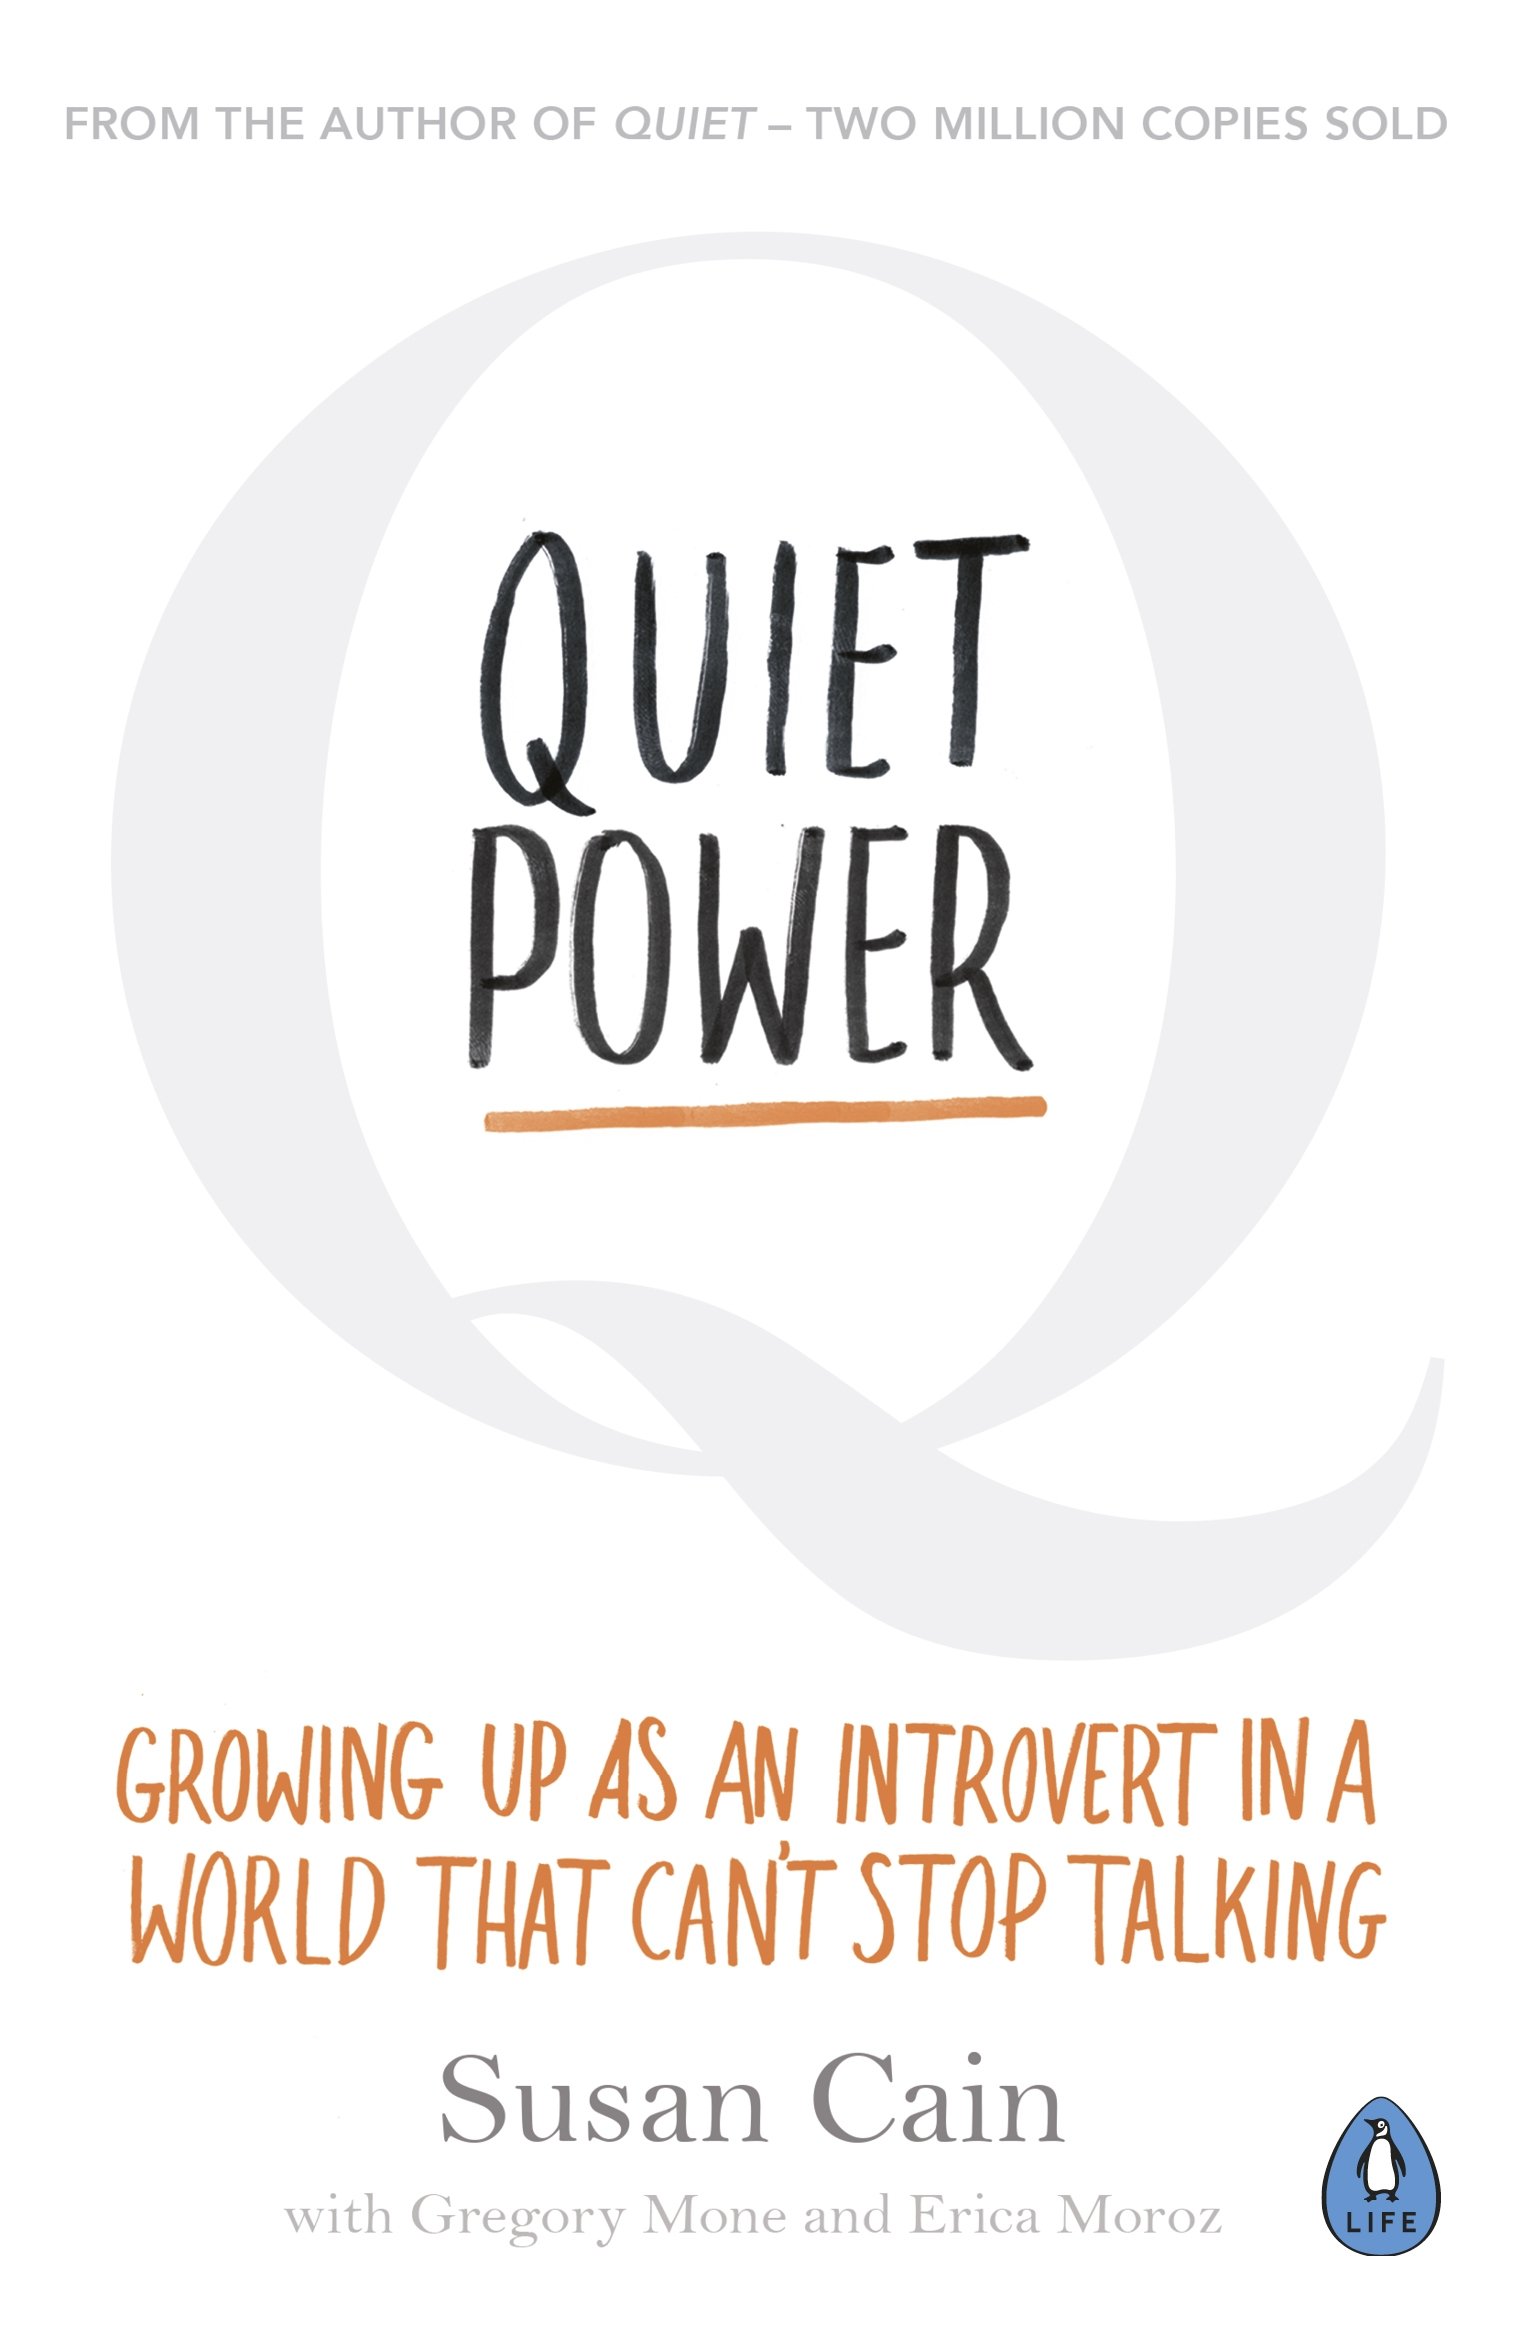 FROM THE AUTHOR OF QUIET – TWO MILLION COPIES SOLD
Q
QUIET
POWER
GROWING UP AS AN INTROVERT IN A
WORLD THAT CAN'T STOP TALKING
Susan Cain
with Gregory Mone and Erica Moroz
LIFE